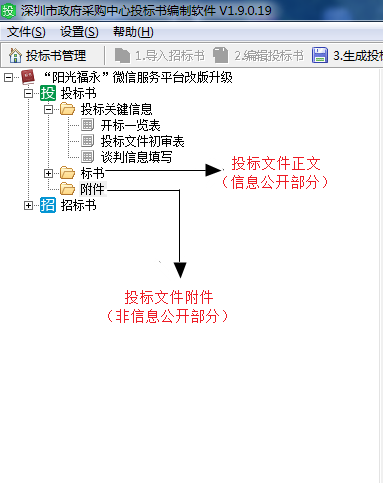 投 深圳市政府采购中心投标书编制软件 V1.9.0.19
文件(S) 设置(S) 帮助(H)
投标书管理 1.导入招标书 2.编辑投标书 3.生成投
“阳光福永”微信服务平台改版升级
投 投标书
投标关键信息
开标一览表
投标文件初审表
谈判信息填写
标书
附件
招 招标书
投标文件正文
（信息公开部分）
投标文件附件
（非信息公开部分）